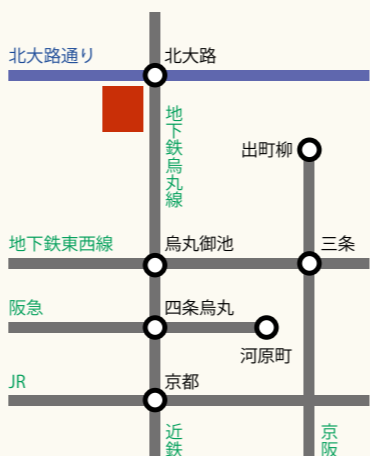 北大路通り
北大路
地下鉄烏丸線
出町柳
地下鉄東西線
烏丸御池
三条
阪急
四条烏丸
河原町
JR
京都
近鉄
京阪